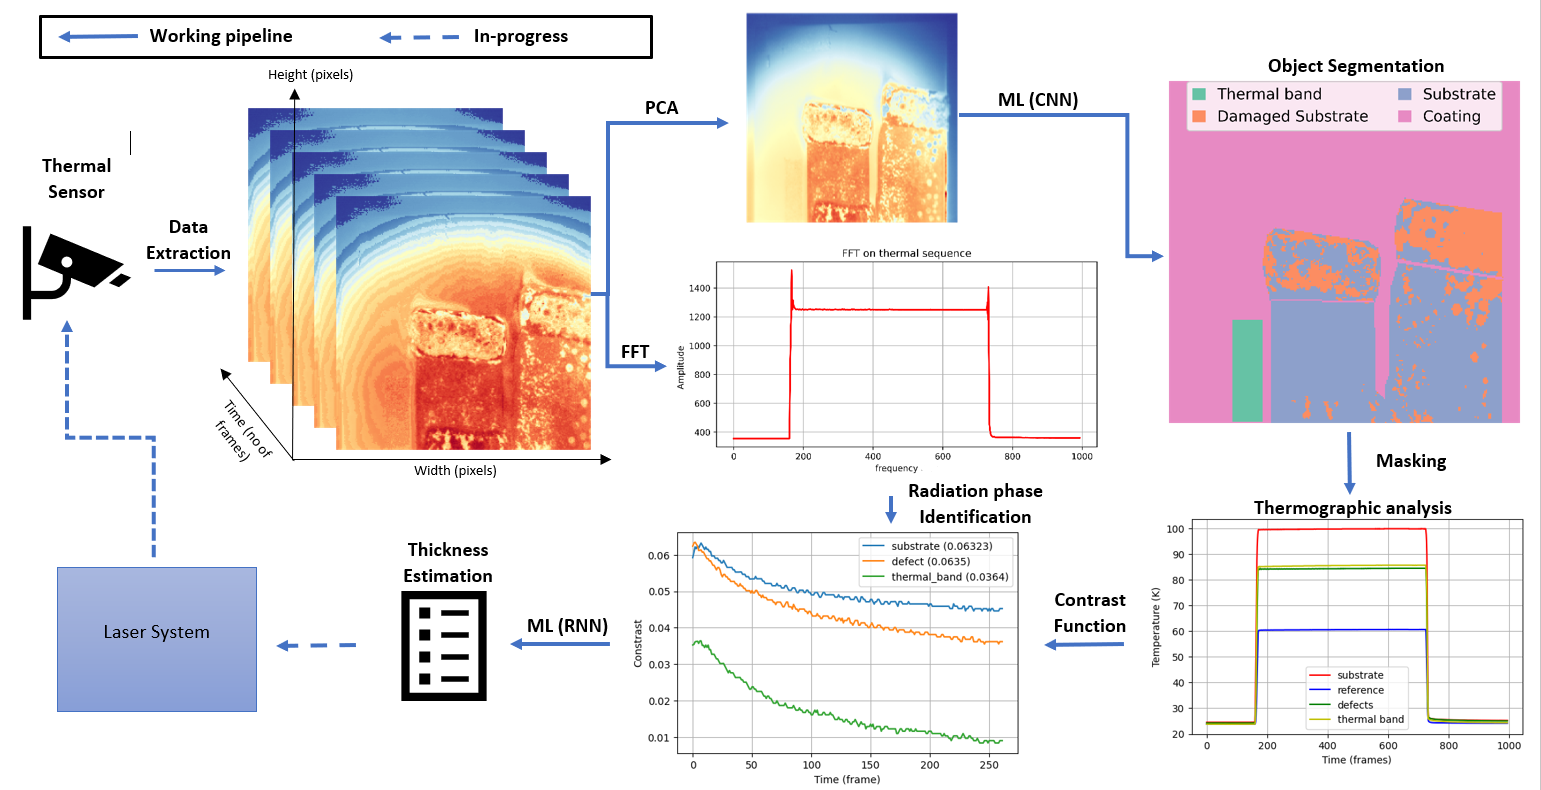 Working pipeline
In-progress
Height (pixels)
Thermal
Sensor
Data
Extraction
Time (no of
frames)
Width (pixels)
PCA
FFT
ML (CNN)
Object Segmentation
Thermal band
Substrate
Damaged Substrate
Coating
FFT on thermal sequence
1400
1200
1000
800
600
400
Amplitude
0
200
400
600
800
1000
frequency .
Masking
Radiation phase
Identification
Thermographic analysis
100
90
80
70
60
50
40
30
20
Temperature (K)
substrate
reference
defects
thermal band
0
200
400
600
800
1000
Time (frames)
Contrast
Function
substrate (0.06323)
defect (0.0635)
thermal_band (0.0364)
0.06
0.05
0.04
0.03
0.02
0.01
Constrast
0
50
100
150
200
250
Time (frame)
ML (RNN)
Thickness
Estimation
Laser System